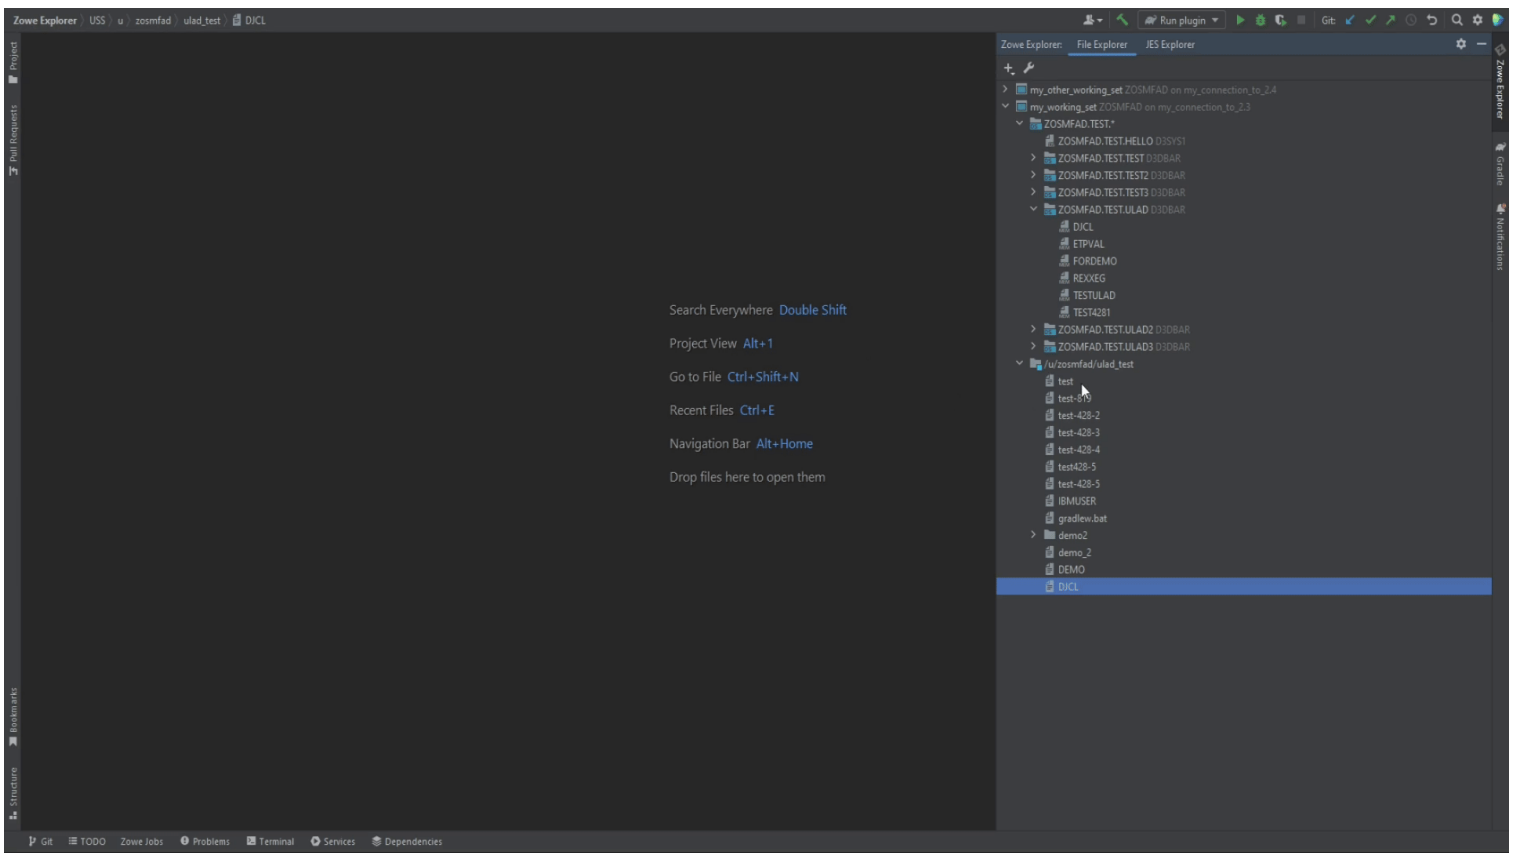 Zowe Explorer USS u zosmfad ulad_test DJCL
Run plugin
Git:
Project
Pull Requests
Bookmarks
Structure
Search Everywhere Double Shift
Project View Alt+1
Go to File Ctrl+Shift+N
Recent Files Ctrl+E
Navigation Bar Alt+Home
Drop files here to open them
Zowe Explorer: File Explorer JES Explorer
my_other_working_set ZOSMFAD on my_connection_to_2.4
my_working_set ZOSMFAD on my_connection_to_2.3
ZOSMFAD.TEST.*
ZOSMFAD.TEST.HELLO D3SYS1
ZOSMFAD.TEST.TEST D3DBAR
ZOSMFAD.TEST.TEST2 D3DBAR
ZOSMFAD.TEST.TEST3 D3DBAR
ZOSMFAD.TEST.ULAD D3DBAR
DJCL
ETPVAL
FORDEMO
REXXEG
TESTULAD
TEST4281
ZOSMFAD.TEST.ULAD2 D3DBAR
ZOSMFAD.TEST.ULAD3 D3DBAR
/u/zosmfad/ulad_test
test
test-819
test-428-2
test-428-3
test-428-4
test428-5
test-428-5
IBMUSER
gradlew.bat
demo2
demo_2
DEMO
DJCL
Zowe Explorer
Gradle
Notifications
Git TODO Zowe Jobs Problems Terminal Services Dependencies